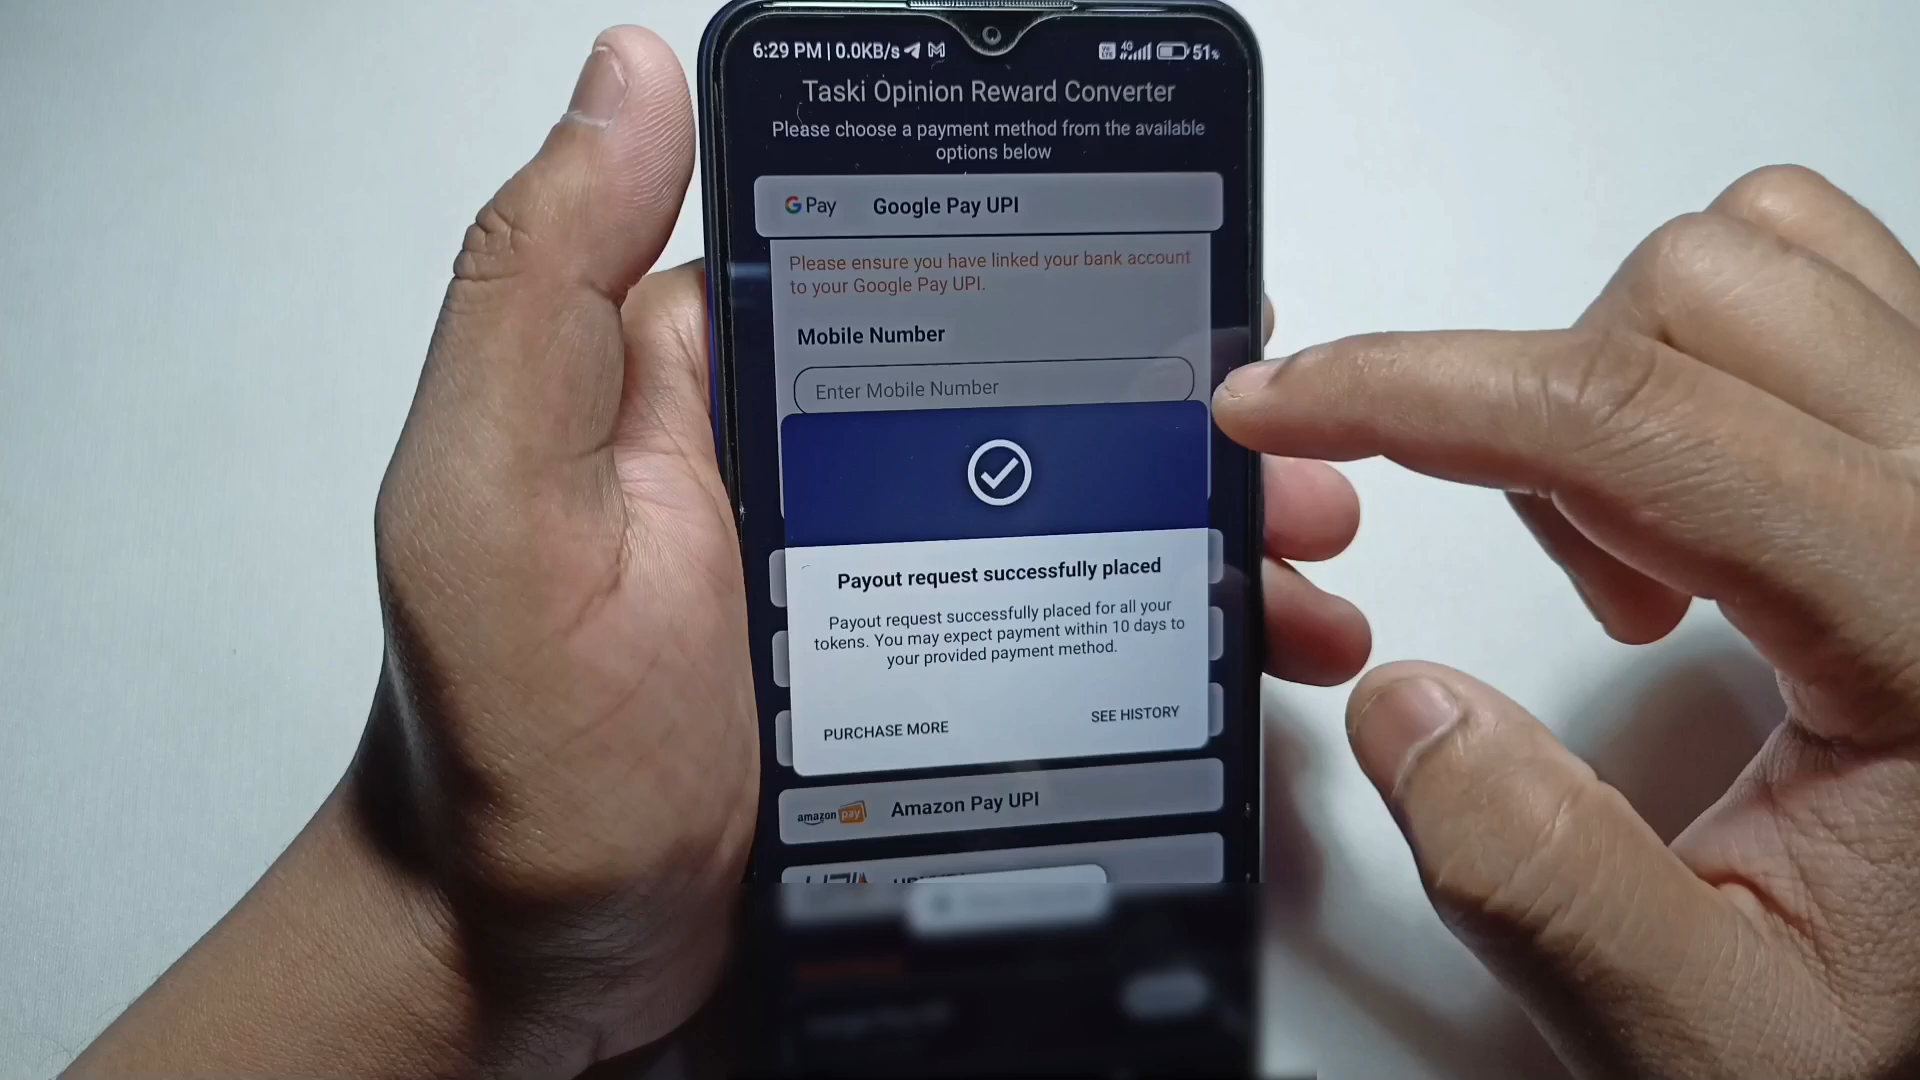 6:29 PM | 0.0KB/s
4G 51%
Taski Opinion Reward Converter
Please choose a payment method from the available
options below
G Pay Google Pay UPI
Please ensure you have linked your bank account
to your Google Pay UPI.
Mobile Number
Enter Mobile Number
Payout request successfully placed
Payout request successfully placed for all your
tokens. You may expect payment within 10 days to
your provided payment method.
PURCHASE MORE
SEE HISTORY
amazon pay Amazon Pay UPI